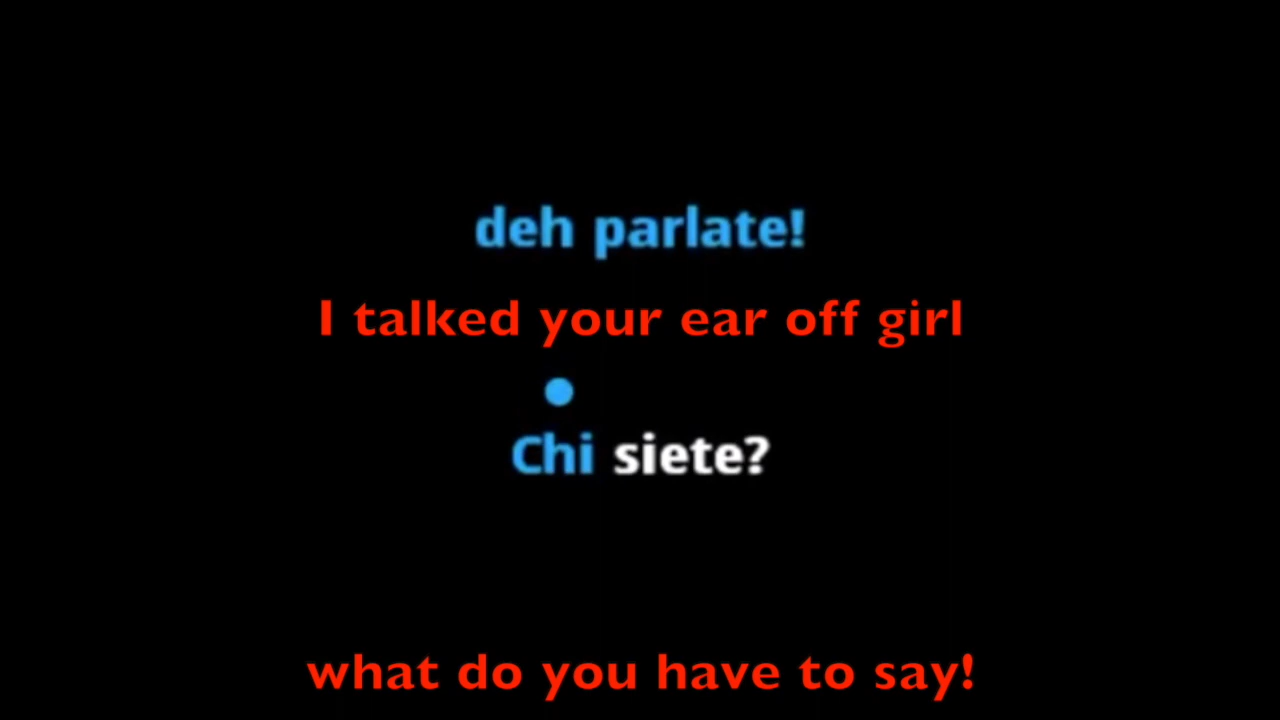 deh parlate!
I talked your ear off girl
Chi siete?
what do you have to say!